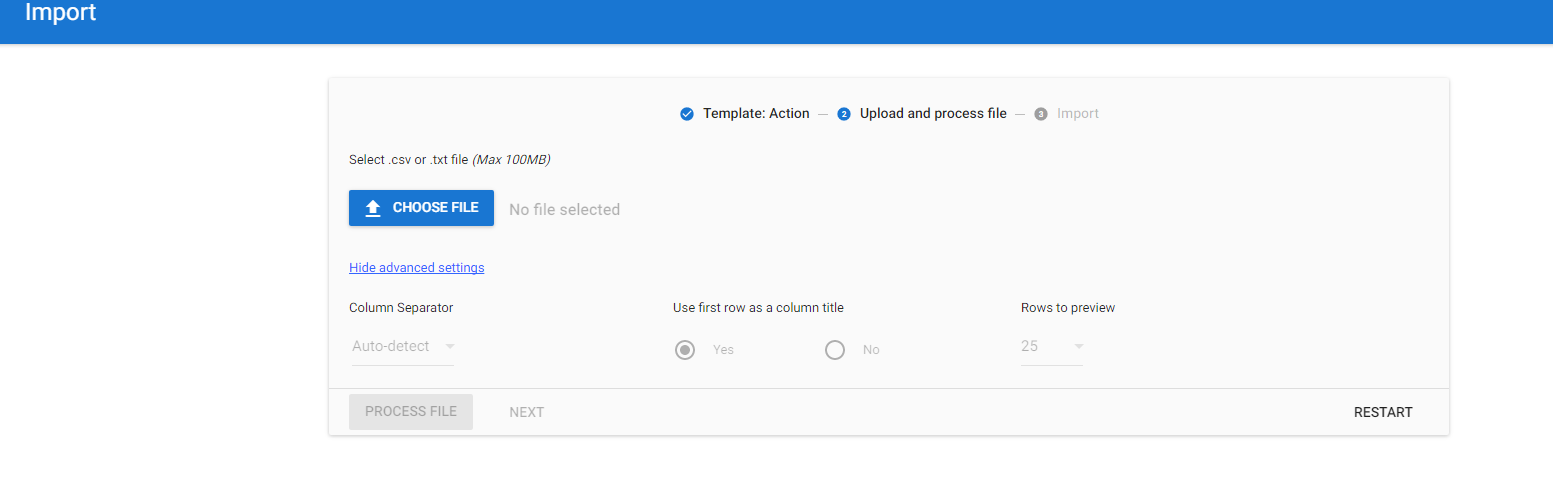 Import
Template: Action — 2 Upload and process file — 3 Import
Select .csv or .txt file (Max 100MB)
CHOOSE FILE No file selected
Hide advanced settings
Column Separator Use first row as a column title Rows to preview
Auto-detect Yes No 25
PROCESS FILE NEXT RESTART